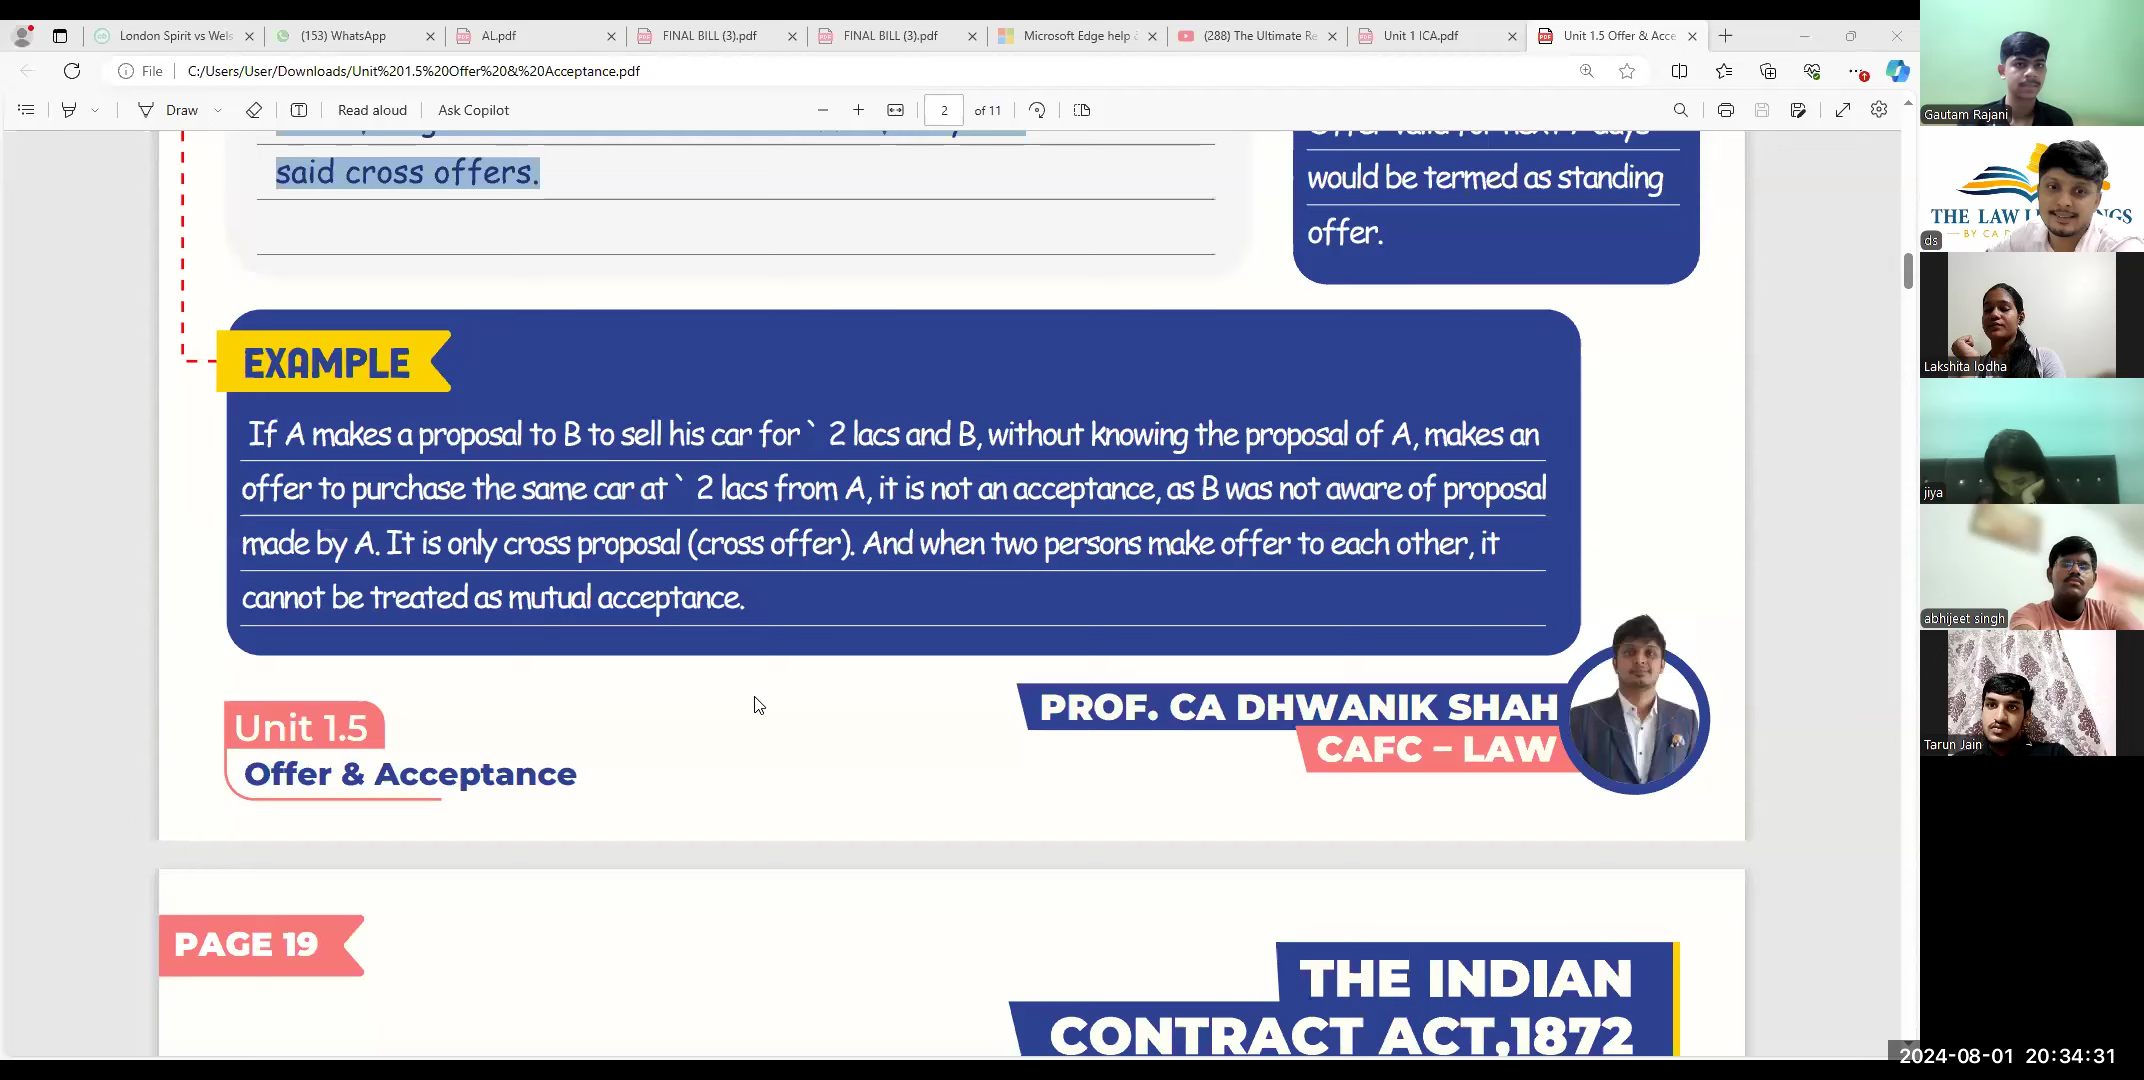 London Spirit vs Wels
(153) WhatsApp
AL.pdf
FINAL BILL (3).pdf
FINAL BILL (3).pdf
Microsoft Edge help &
(288) The Ultimate Re
Unit 1 ICA.pdf
Unit 1.5 Offer & Acce
File
C:/Users/User/Downloads/Unit%201.5%20Offer%20&%20Acceptance.pdf
Draw
Read aloud
Ask Copilot
2
of 11
said cross offers.
Offer valid for next 7 days
would be termed as standing
offer.
EXAMPLE
If A makes a proposal to B to sell his car for ` 2 lacs and B, without knowing the proposal of A, makes an
offer to purchase the same car at ` 2 lacs from A, it is not an acceptance, as B was not aware of proposal
made by A. It is only cross proposal (cross offer). And when two persons make offer to each other, it
cannot be treated as mutual acceptance.
Unit 1.5
Offer & Acceptance
PROF. CA DHWANIK SHAH
CAFC – LAW
PAGE 19
THE INDIAN
CONTRACT ACT,1872
Gautam Rajani
THE LAW
BY CA
ds
Lakshita lodha
jiya
abhijeet singh
Tarun Jain
2024-08-01 20:34:31